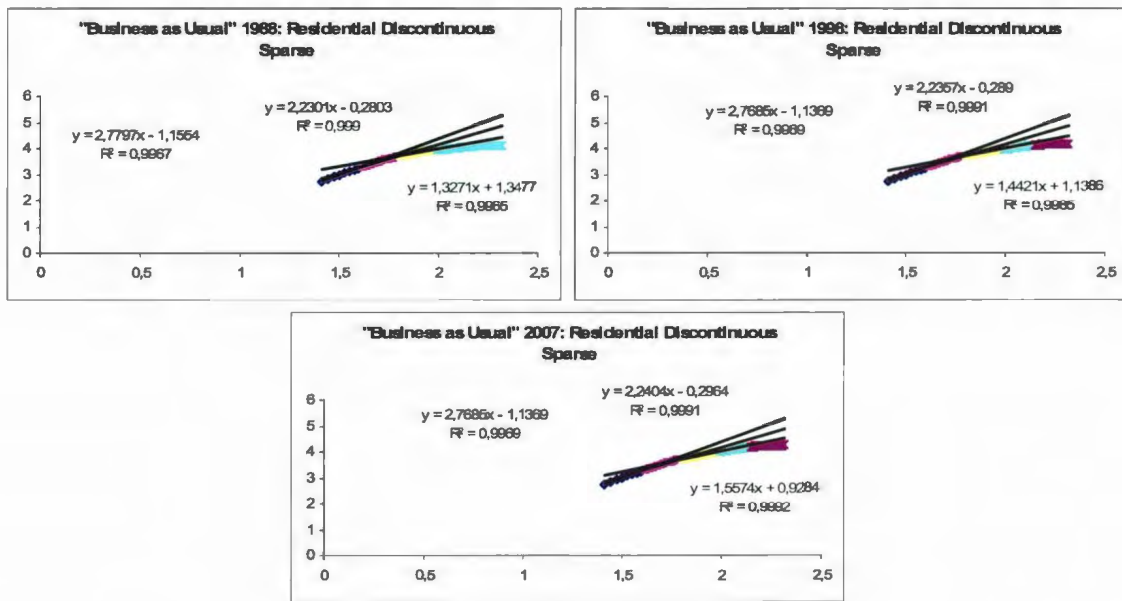 "Business as Usual" 1988: Residential Discontinuous
Sparse
y = 2,2301x - 0,2803
R² = 0,999
y = 2,7797x - 1,1554
R² = 0,9967
y = 1,3271x + 1,3477
R² = 0,9965
6
5
4
3
2
1
0
0 0,5 1 1,5 2 2,5
"Business as Usual" 1998: Residential Discontinuous
Sparse
y = 2,2357x - 0,289
R² = 0,9991
y = 2,7685x - 1,1369
R² = 0,9969
y = 1,4421x + 1,1386
R² = 0,9985
6
5
4
3
2
1
0
0 0,5 1 1,5 2 2,5
"Business as Usual" 2007: Residential Discontinuous
Sparse
y = 2,2404x - 0,2964
R² = 0,9991
y = 2,7685x - 1,1369
R² = 0,9969
y = 1,5574x + 0,9284
R² = 0,9992
6
5
4
3
2
1
0
0 0,5 1 1,5 2 2,5